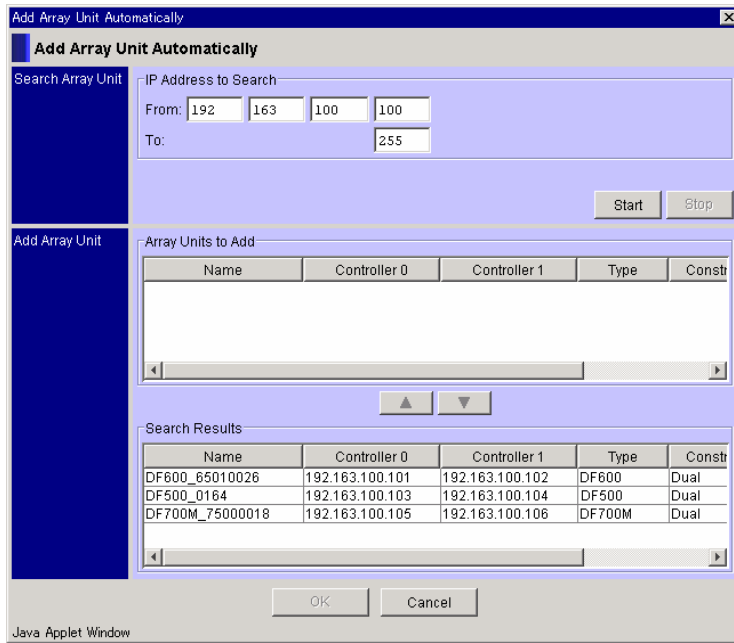 Add Array Unit Automatically
Add Array Unit Automatically
Search Array Unit
IP Address to Search
From: 192 163 100 100
To: 255
Start Stop
Add Array Unit
Array Units to Add
Name Controller 0 Controller 1 Type Constr
Search Results
Name Controller 0 Controller 1 Type Constr
DF600_65010026 192.163.100.101 192.163.100.102 DF600 Dual
DF500_0164 192.163.100.103 192.163.100.104 DF500 Dual
DF700M_75000018 192.163.100.105 192.163.100.106 DF700M Dual
OK Cancel
Java Applet Window